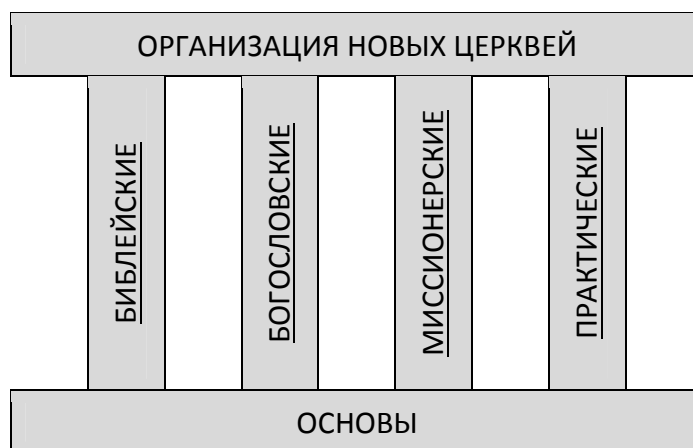 ОРГАНИЗАЦИЯ НОВЫХ ЦЕРКВЕЙ
БИБЛЕЙСКИЕ
БОГОСЛОВСКИЕ
МИССИОНЕРСКИЕ
ПРАКТИЧЕСКИЕ
ОСНОВЫ